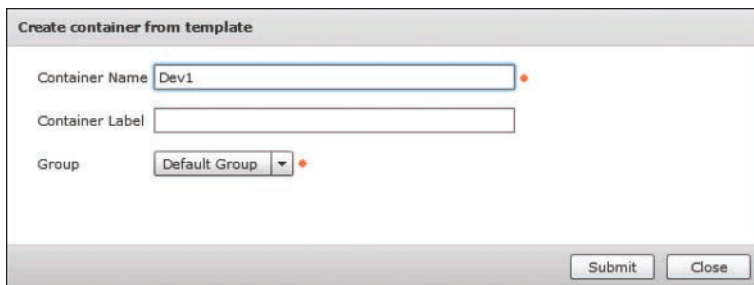 Create container from template
Container Name Dev1
Container Label
Group Default Group
Submit Close